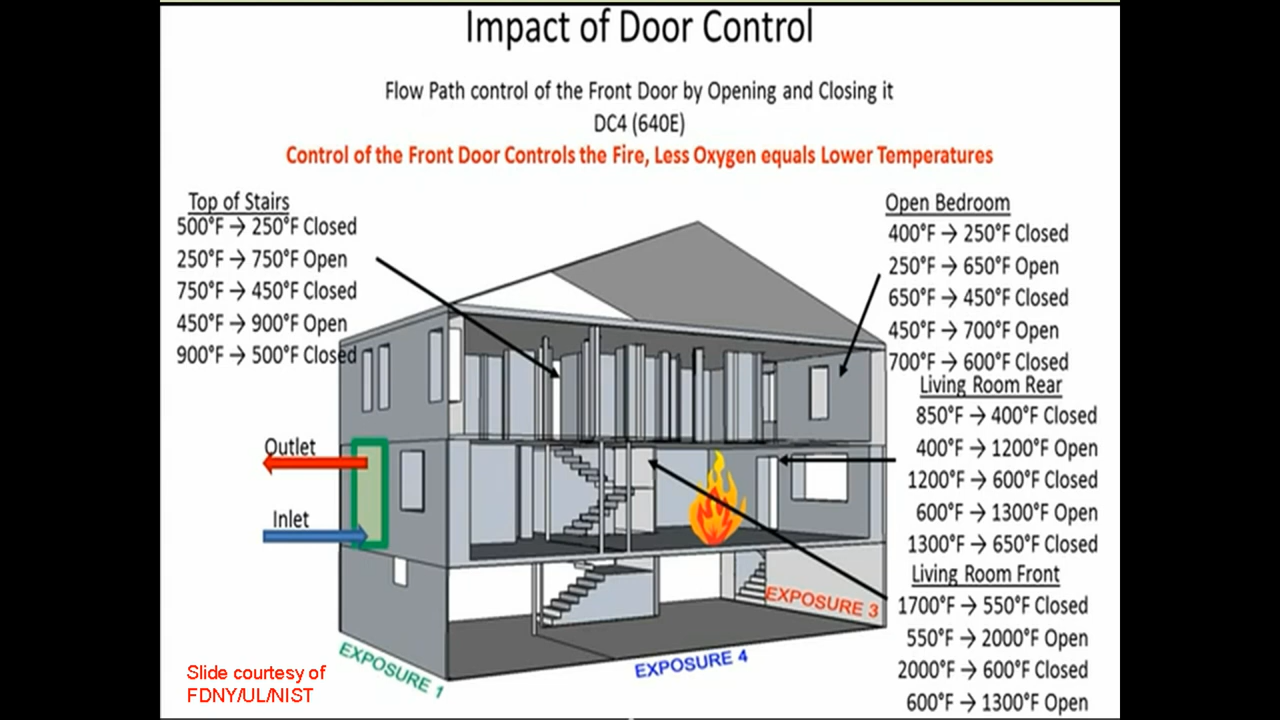 Impact of Door Control
Flow Path control of the Front Door by Opening and Closing it
DC4 (640E)
Control of the Front Door Controls the Fire, Less Oxygen equals Lower Temperatures
Top of Stairs
500°F → 250°F Closed
250°F → 750°F Open
750°F → 450°F Closed
450°F → 900°F Open
900°F → 500°F Closed
Open Bedroom
400°F → 250°F Closed
250°F → 650°F Open
650°F → 450°F Closed
450°F → 700°F Open
700°F → 600°F Closed
Living Room Rear
850°F → 400°F Closed
400°F → 1200°F Open
1200°F → 600°F Closed
600°F → 1300°F Open
1300°F → 650°F Closed
Living Room Front
1700°F → 550°F Closed
550°F → 2000°F Open
2000°F → 600°F Closed
600°F → 1300°F Open
Outlet
Inlet
EXPOSURE 3
EXPOSURE 4
EXPOSURE 1
Slide courtesy of
FDNY/UL/NIST